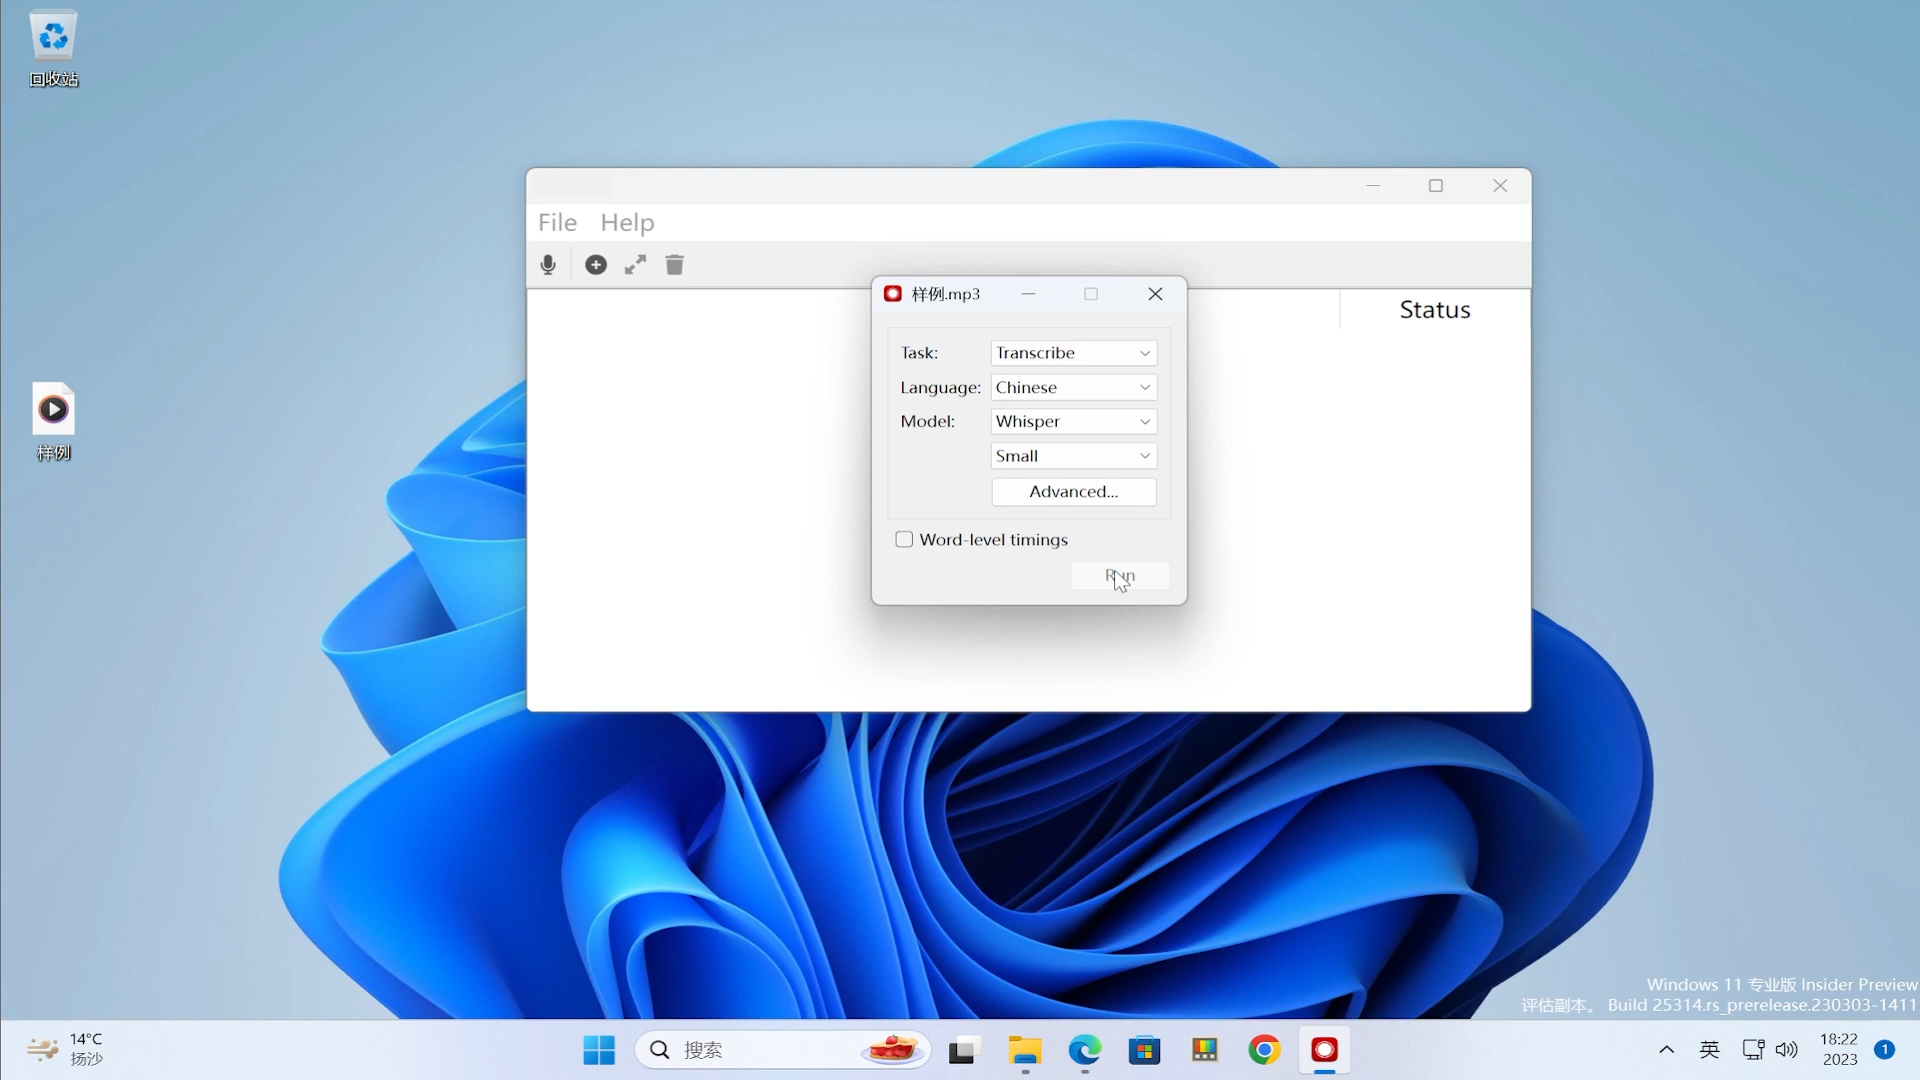 回收站
样例
File Help
Status
样例.mp3
Task: Transcribe
Language: Chinese
Model: Whisper
Small
Advanced...
Word-level timings
Run
Windows 11 专业版 Insider Preview
评估副本。 Build 25314.rs_prerelease.230303-1411
14°C
扬沙
搜索
英
18:22
2023
1